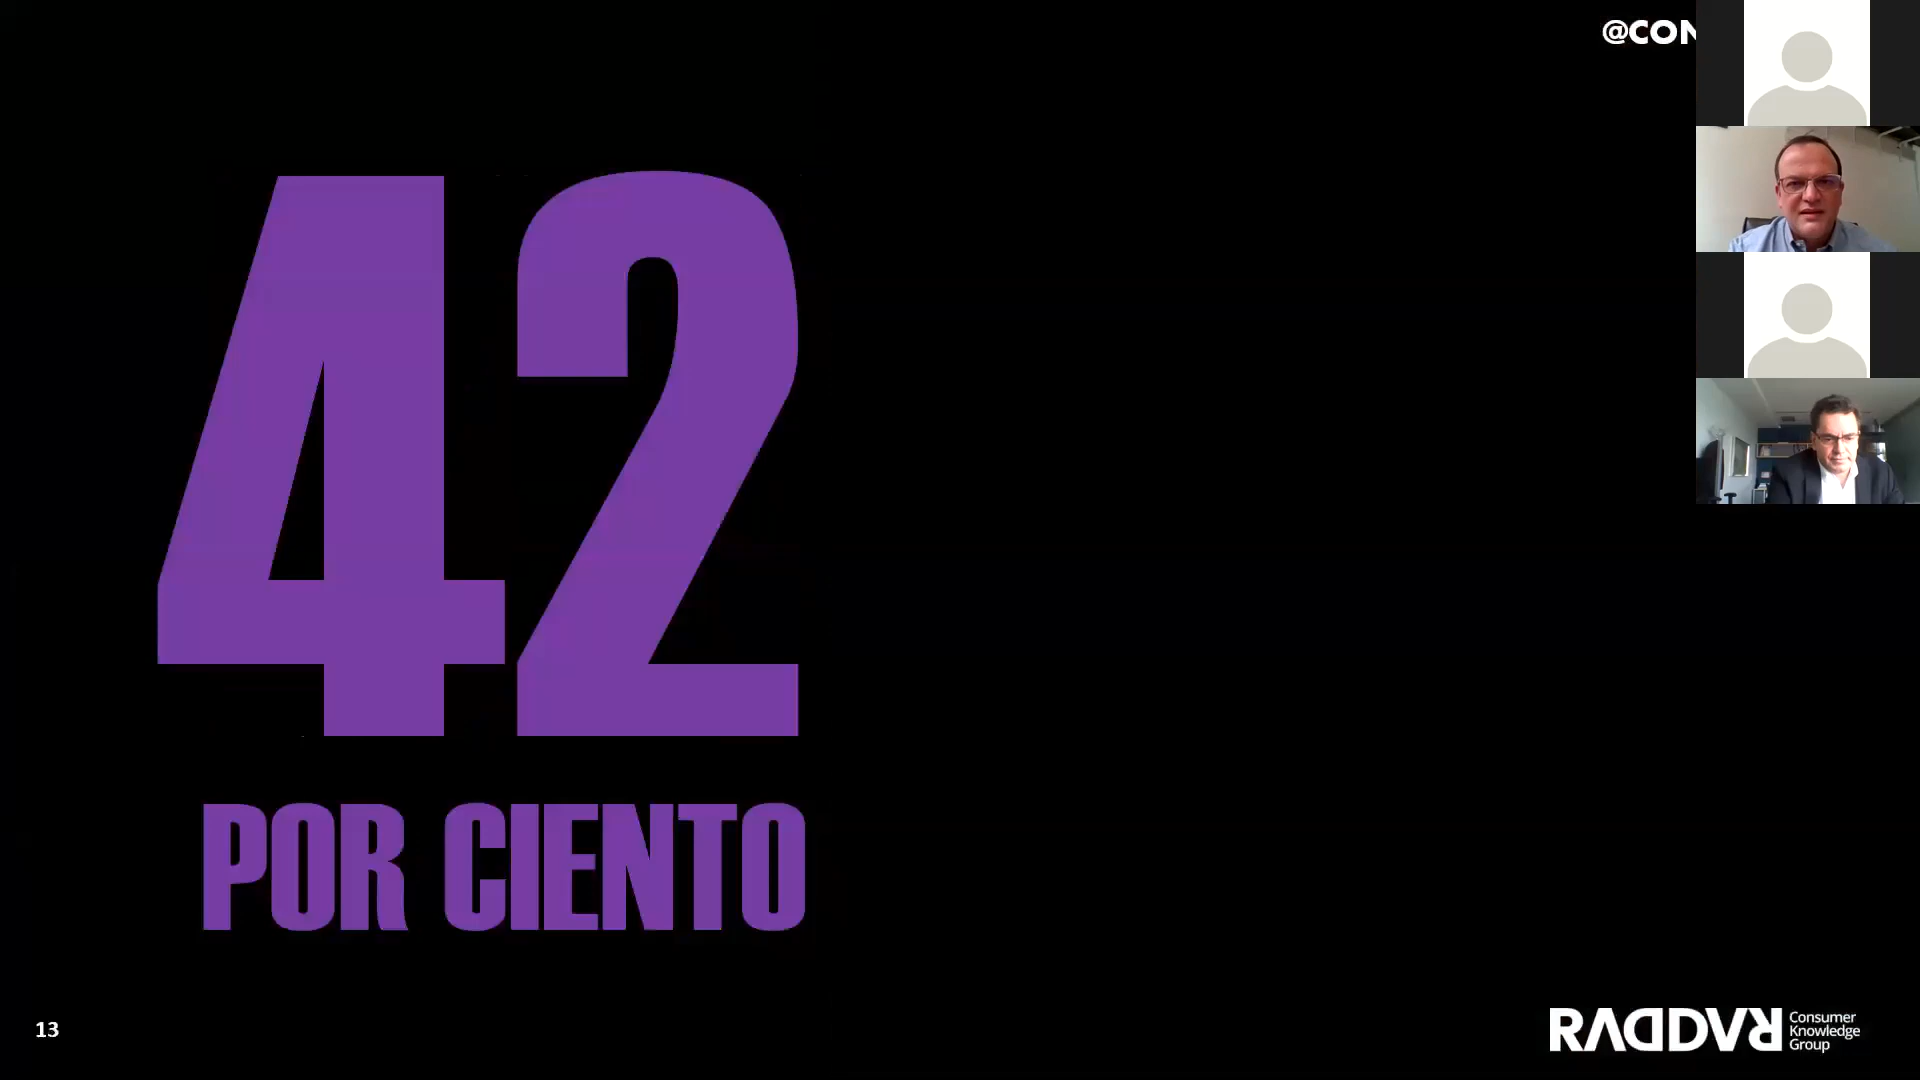 @CON
42
POR CIENTO
13
RADDAR Consumer
Knowledge
Group